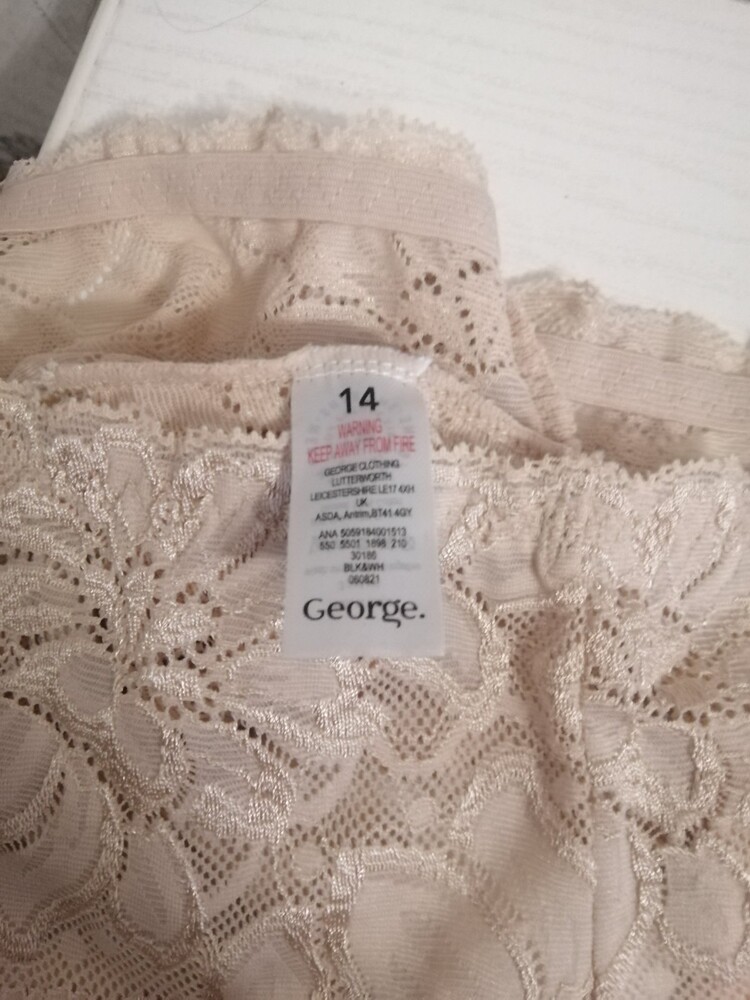 14
WARNING
KEEP AWAY FROM FIRE
GEORGE CLOTHING
LUTTERWORTH
LEICESTERSHIRE LE17 4XH
UK
ASDA, Antrim,BT41 4GY
ANA 5059184001513
550 5501 1898 210
30186
BLK&WH
060821
George.